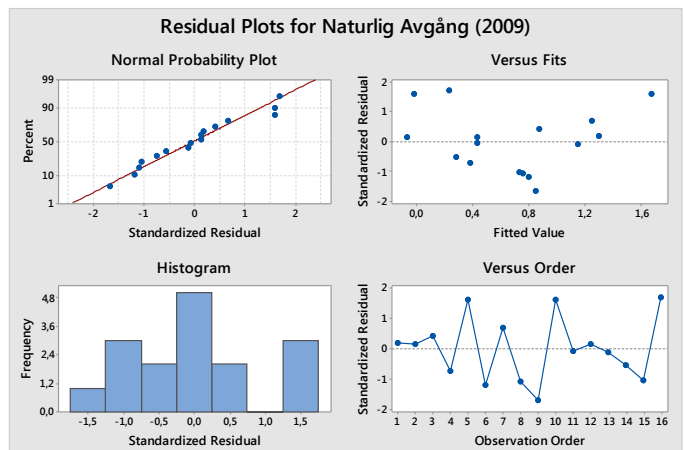 Residual Plots for Naturlig Avgång (2009)
Normal Probability Plot
99
90
50
10
1
Percent
-2 -1 0 1 2
Standardized Residual
Versus Fits
2
1
0
-1
-2
Standardized Residual
0,0 0,4 0,8 1,2 1,6
Fitted Value
Histogram
4,8
3,6
2,4
1,2
0,0
Frequency
-1,5 -1,0 -0,5 0,0 0,5 1,0 1,5
Standardized Residual
Versus Order
2
1
0
-1
-2
Standardized Residual
1 2 3 4 5 6 7 8 9 10 11 12 13 14 15 16
Observation Order